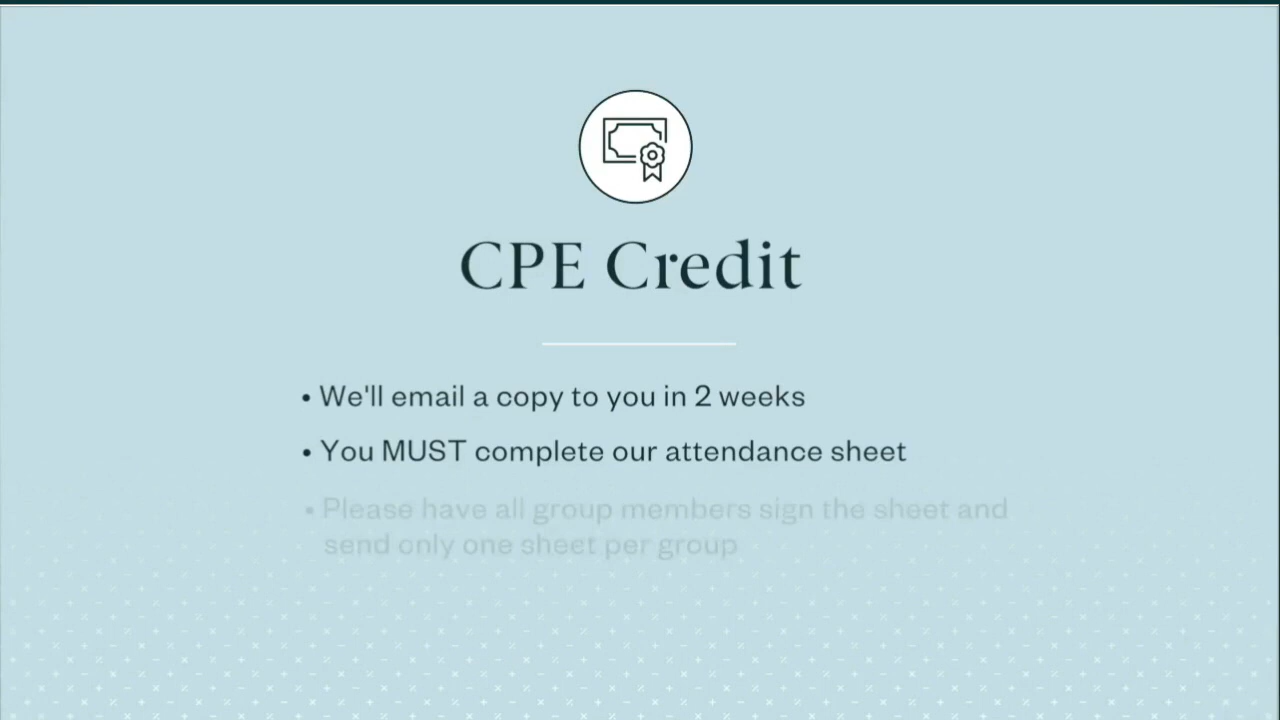 CPE Credit
• We'll email a copy to you in 2 weeks
• You MUST complete our attendance sheet
• Please have all group members sign the sheet and
send only one sheet per group